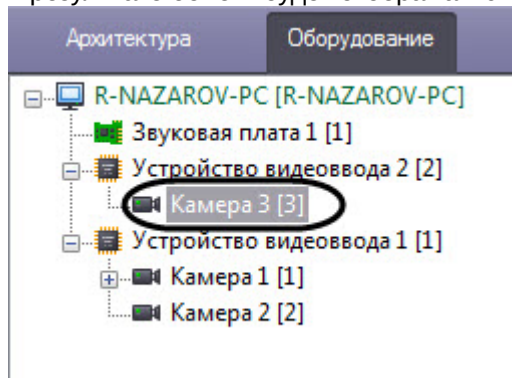 Архитектура Оборудование
R-NAZAROV-PC [R-NAZAROV-PC]
Звуковая плата 1 [1]
Устройство видеоввода 2 [2]
Камера 3 [3]
Устройство видеоввода 1 [1]
Камера 1 [1]
Камера 2 [2]